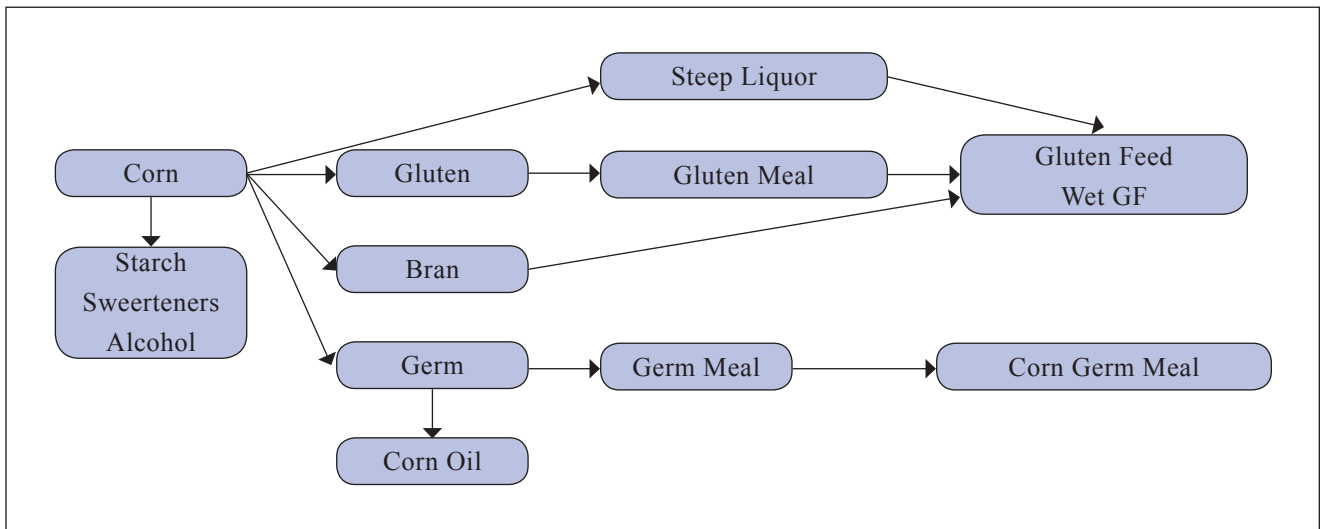 Steep Liquor
Corn
Gluten
Gluten Meal
Gluten Feed
Wet GF
Starch
Sweerteners
Alcohol
Bran
Germ
Germ Meal
Corn Germ Meal
Corn Oil